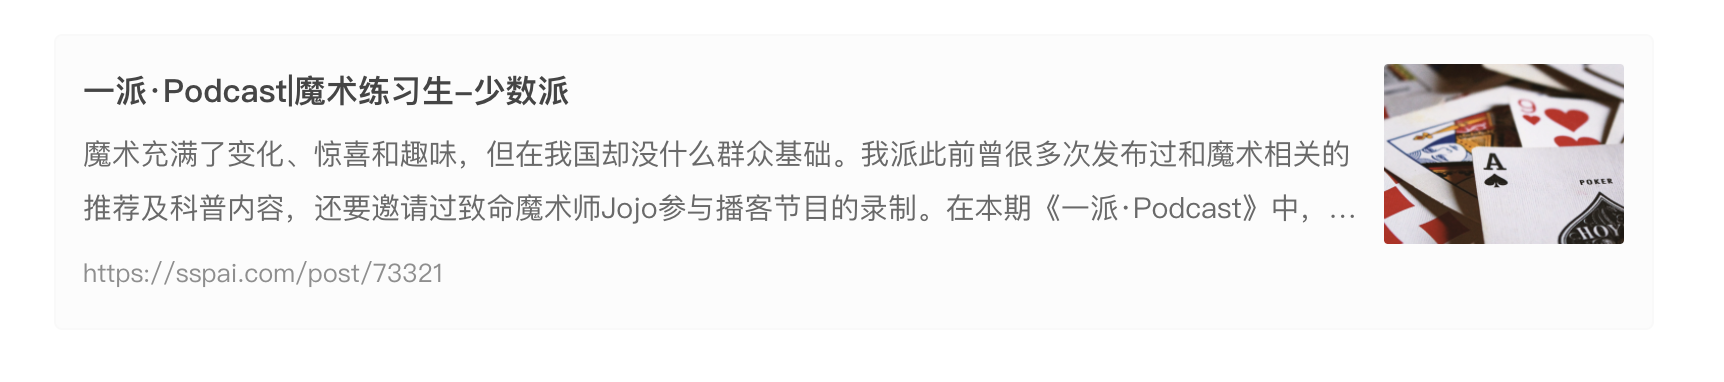 一派·Podcast|魔术练习生-少数派
魔术充满了变化、惊喜和趣味，但在我国却没什么群众基础。我派此前曾很多次发布过和魔术相关的
推荐及科普内容，还要邀请过致命魔术师Jojo参与播客节目的录制。在本期《一派·Podcast》中，...
https://sspai.com/post/73321
9
A
POKER
HOY